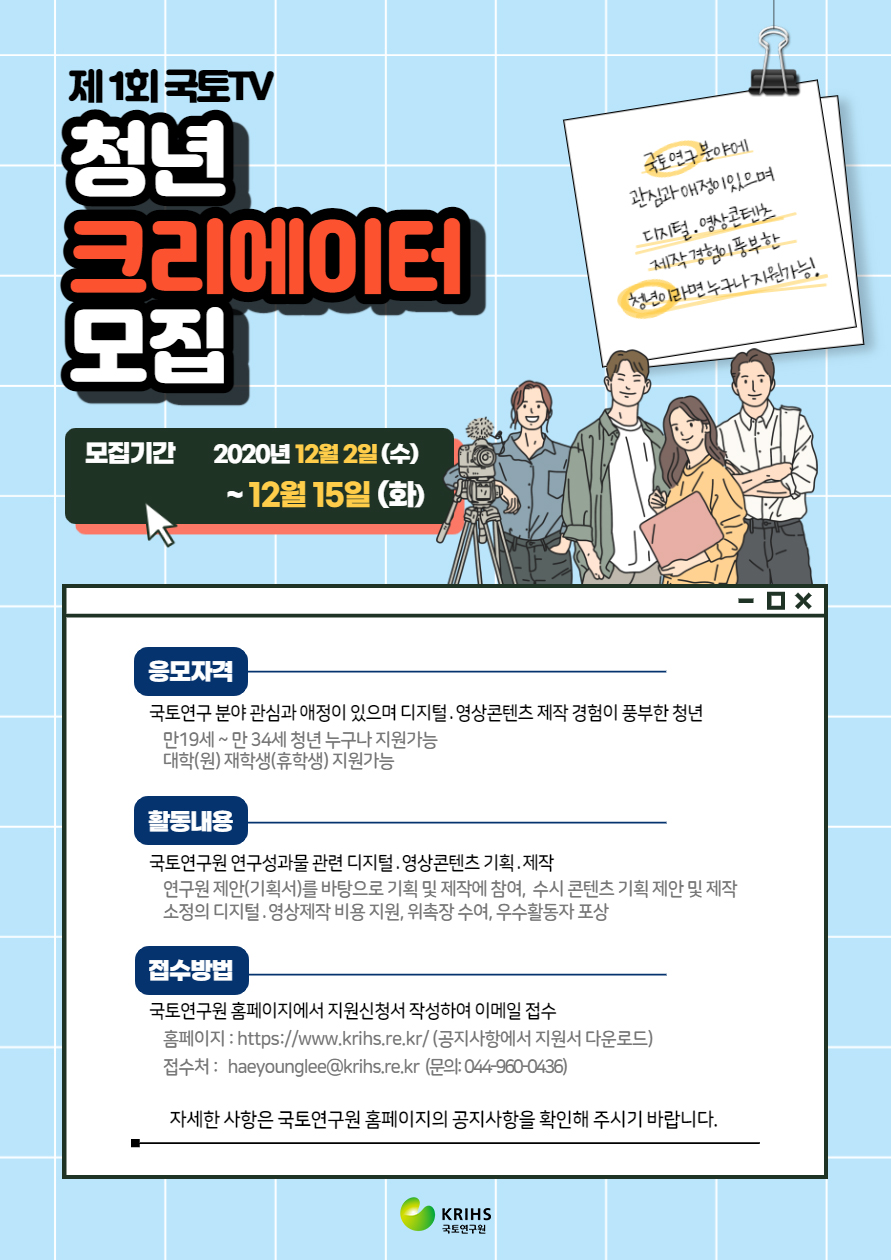 제 1회 국토TV
청년
크리에이터
모집
국토연구 분야에
관심과 애정이 있으며
디지털.영상콘텐츠
제작 경험이 풍부한
청년이라면 누구나 지원가능!
모집기간 2020년 12월 2일 (수)
~ 12월 15일 (화)
응모자격
국토연구 분야 관심과 애정이 있으며 디지털.영상콘텐츠 제작 경험이 풍부한 청년
만19세 ~ 만 34세 청년 누구나 지원가능
대학(원) 재학생(휴학생) 지원가능
활동내용
국토연구원 연구성과물 관련 디지털.영상콘텐츠 기획.제작
연구원 제안(기획서)를 바탕으로 기획 및 제작에 참여, 수시 콘텐츠 기획 제안 및 제작
소정의 디지털.영상제작 비용 지원, 위촉장 수여, 우수활동자 포상
접수방법
국토연구원 홈페이지에서 지원신청서 작성하여 이메일 접수
홈페이지 : https://www.krihs.re.kr/ (공지사항에서 지원서 다운로드)
접수처 : haeyounglee@krihs.re.kr (문의: 044-960-0436)
자세한 사항은 국토연구원 홈페이지의 공지사항을 확인해 주시기 바랍니다.
KRIHS
국토연구원